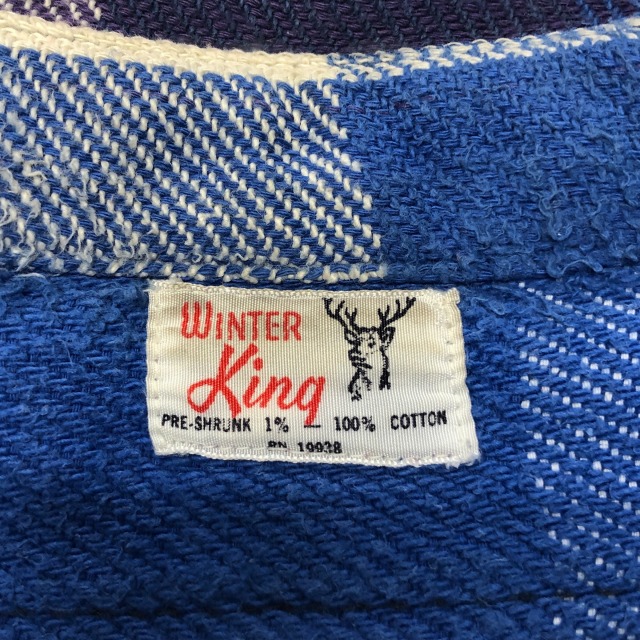 WINTER
King
PRE-SHRUNK 1% 100% COTTON
RN 19938